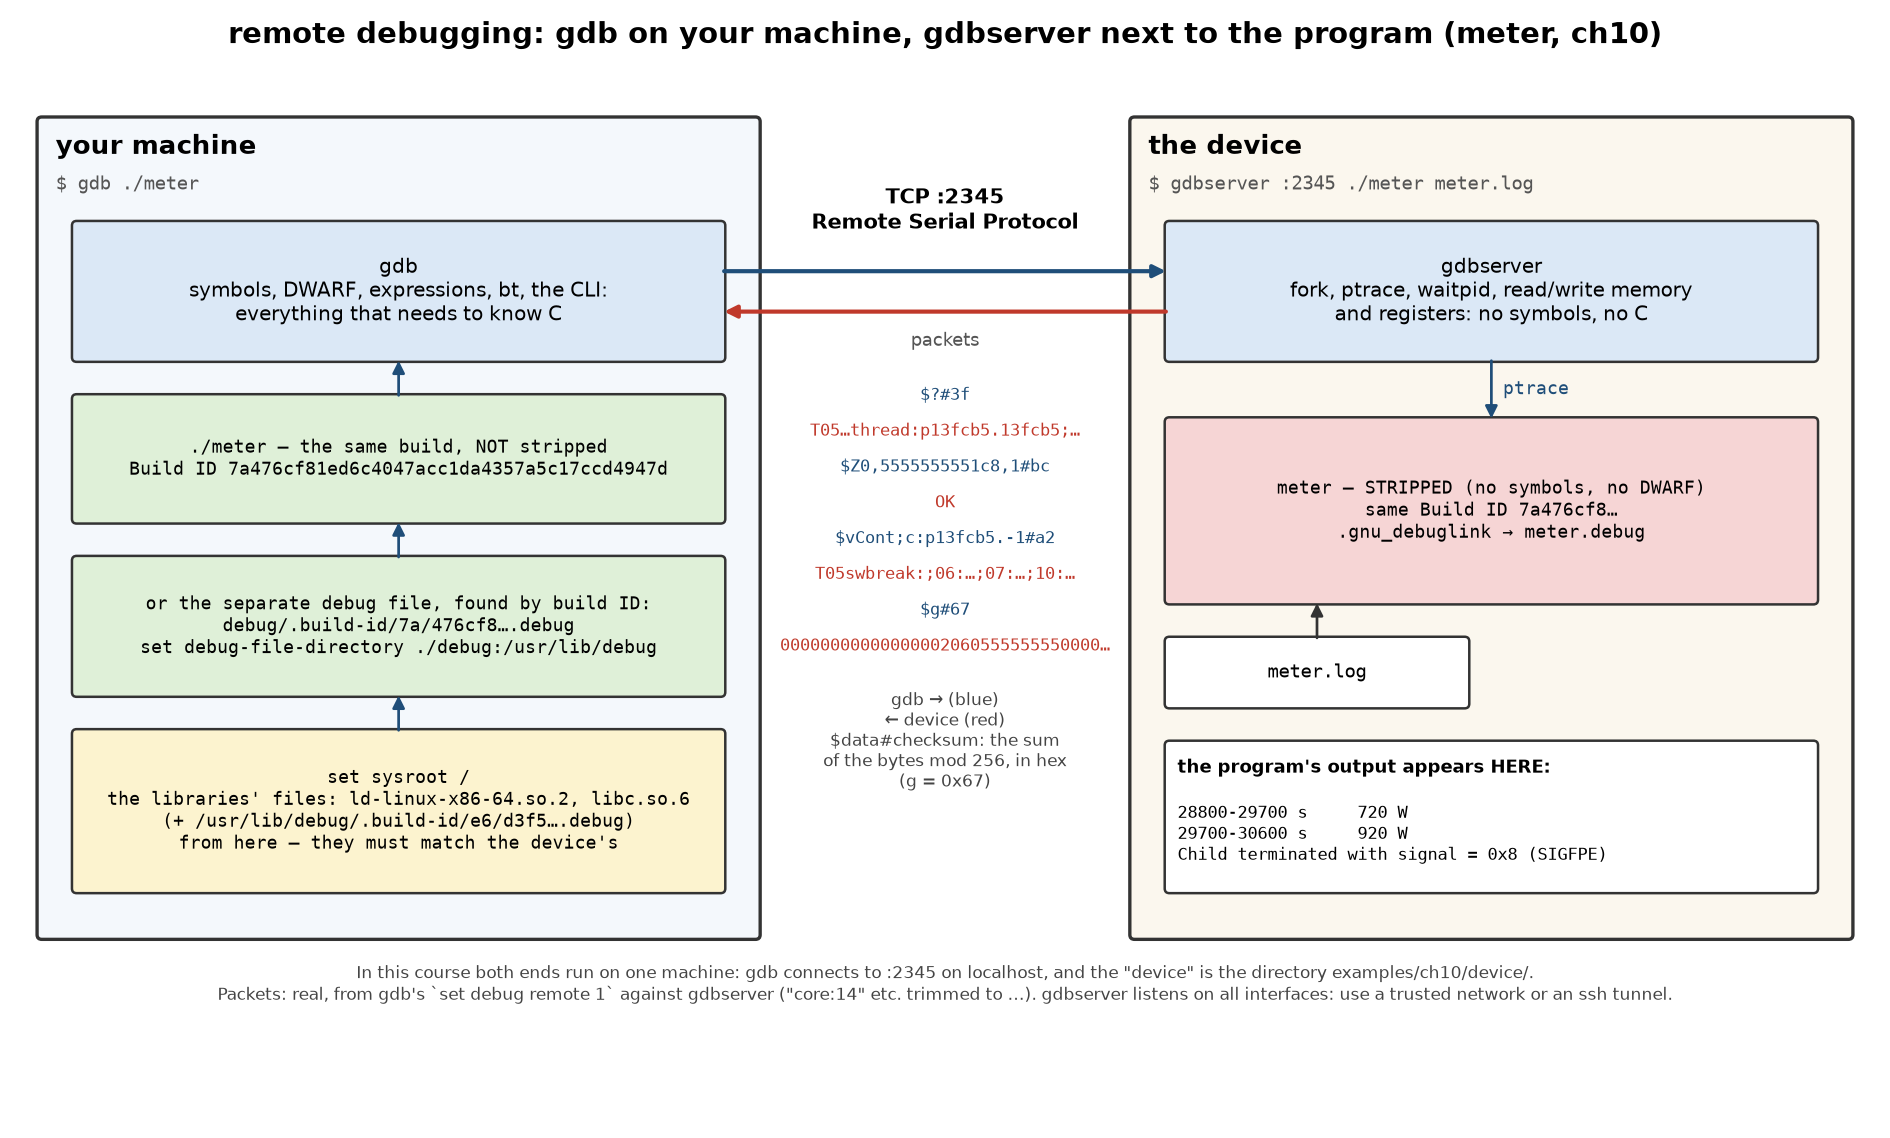 remote debugging: gdb on your machine, gdbserver next to the program (meter, ch10)
your machine
$ gdb ./meter
gdb
symbols, DWARF, expressions, bt, the CLI:
everything that needs to know C
./meter — the same build, NOT stripped
Build ID 7a476cf81ed6c4047acc1da4357a5c17ccd4947d
or the separate debug file, found by build ID:
debug/.build-id/7a/476cf8….debug
set debug-file-directory ./debug:/usr/lib/debug
set sysroot /
the libraries' files: ld-linux-x86-64.so.2, libc.so.6
(+ /usr/lib/debug/.build-id/e6/d3f5….debug)
from here — they must match the device's
TCP :2345
Remote Serial Protocol
packets
$?#3f
T05…thread:p13fcb5.13fcb5;…
$Z0,5555555551c8,1#bc
OK
$vCont;c:p13fcb5.-1#a2
T05swbreak:;06:…;07:…;10:…
$g#67
00000000000000002060555555550000…
gdb → (blue)
← device (red)
$data#checksum: the sum
of the bytes mod 256, in hex
(g = 0x67)
the device
$ gdbserver :2345 ./meter meter.log
gdbserver
fork, ptrace, waitpid, read/write memory
and registers: no symbols, no C
ptrace
meter — STRIPPED (no symbols, no DWARF)
same Build ID 7a476cf8…
.gnu_debuglink → meter.debug
meter.log
the program's output appears HERE:
28800-29700 s     720 W
29700-30600 s     920 W
Child terminated with signal = 0x8 (SIGFPE)
In this course both ends run on one machine: gdb connects to :2345 on localhost, and the "device" is the directory examples/ch10/device/.
Packets: real, from gdb's `set debug remote 1` against gdbserver ("core:14" etc. trimmed to …). gdbserver listens on all interfaces: use a trusted network or an ssh tunnel.